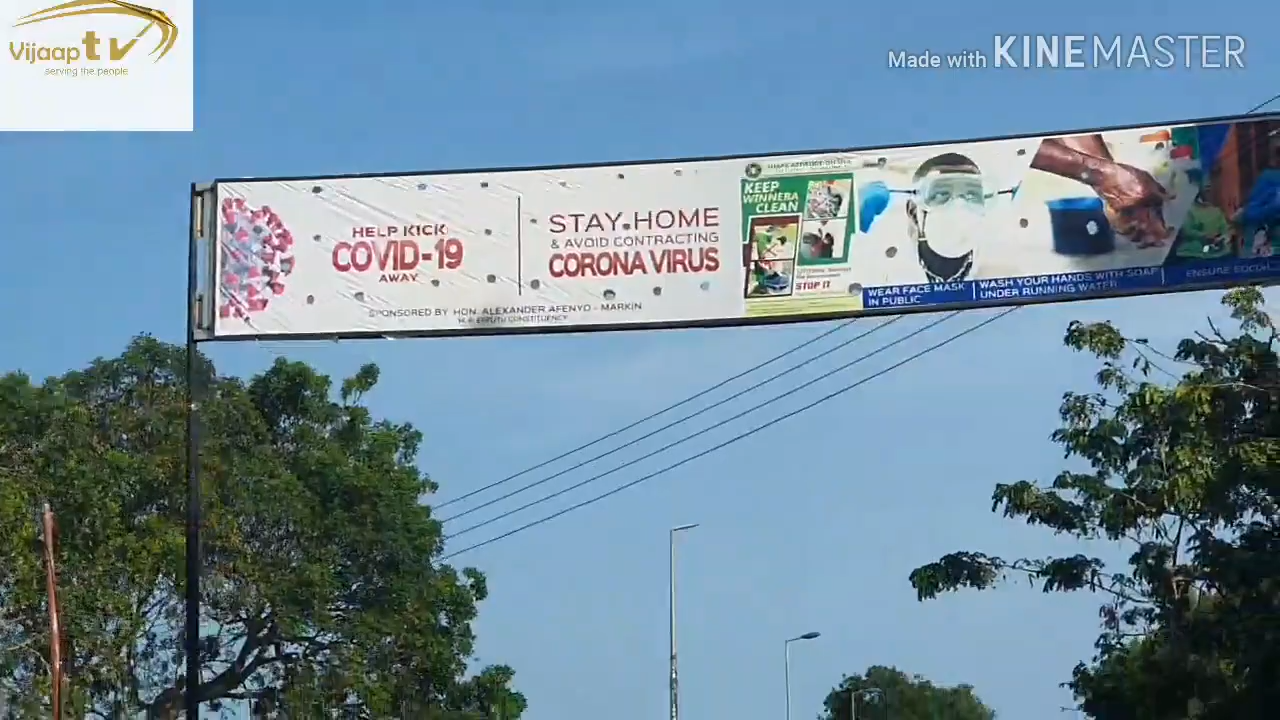 Vijaap tv
serving the people
Made with KINEMASTER
HELP KICK
COVID-19
AWAY
STAY HOME
& AVOID CONTRACTING
CORONA VIRUS
SPONSORED BY HON. ALEXANDER AFENYO - MARKIN
KEEP
WINNEBA
CLEAN
STOP IT
WEAR FACE MASK
IN PUBLIC
WASH YOUR HANDS WITH SOAP
UNDER RUNNING WATER
ENSURE SOCIAL